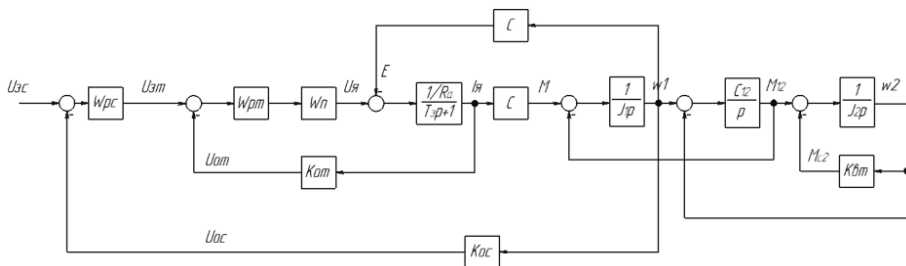 C
Uзс
Wрс
Uзт
Wрт
Wп
Uя
E
1/Rд
Tэp+1
Iя
C
M
1
J1p
w1
C12
p
M12
1
J2p
w2
Uот
Kот
Mс2
Kвт
Uос
Kос